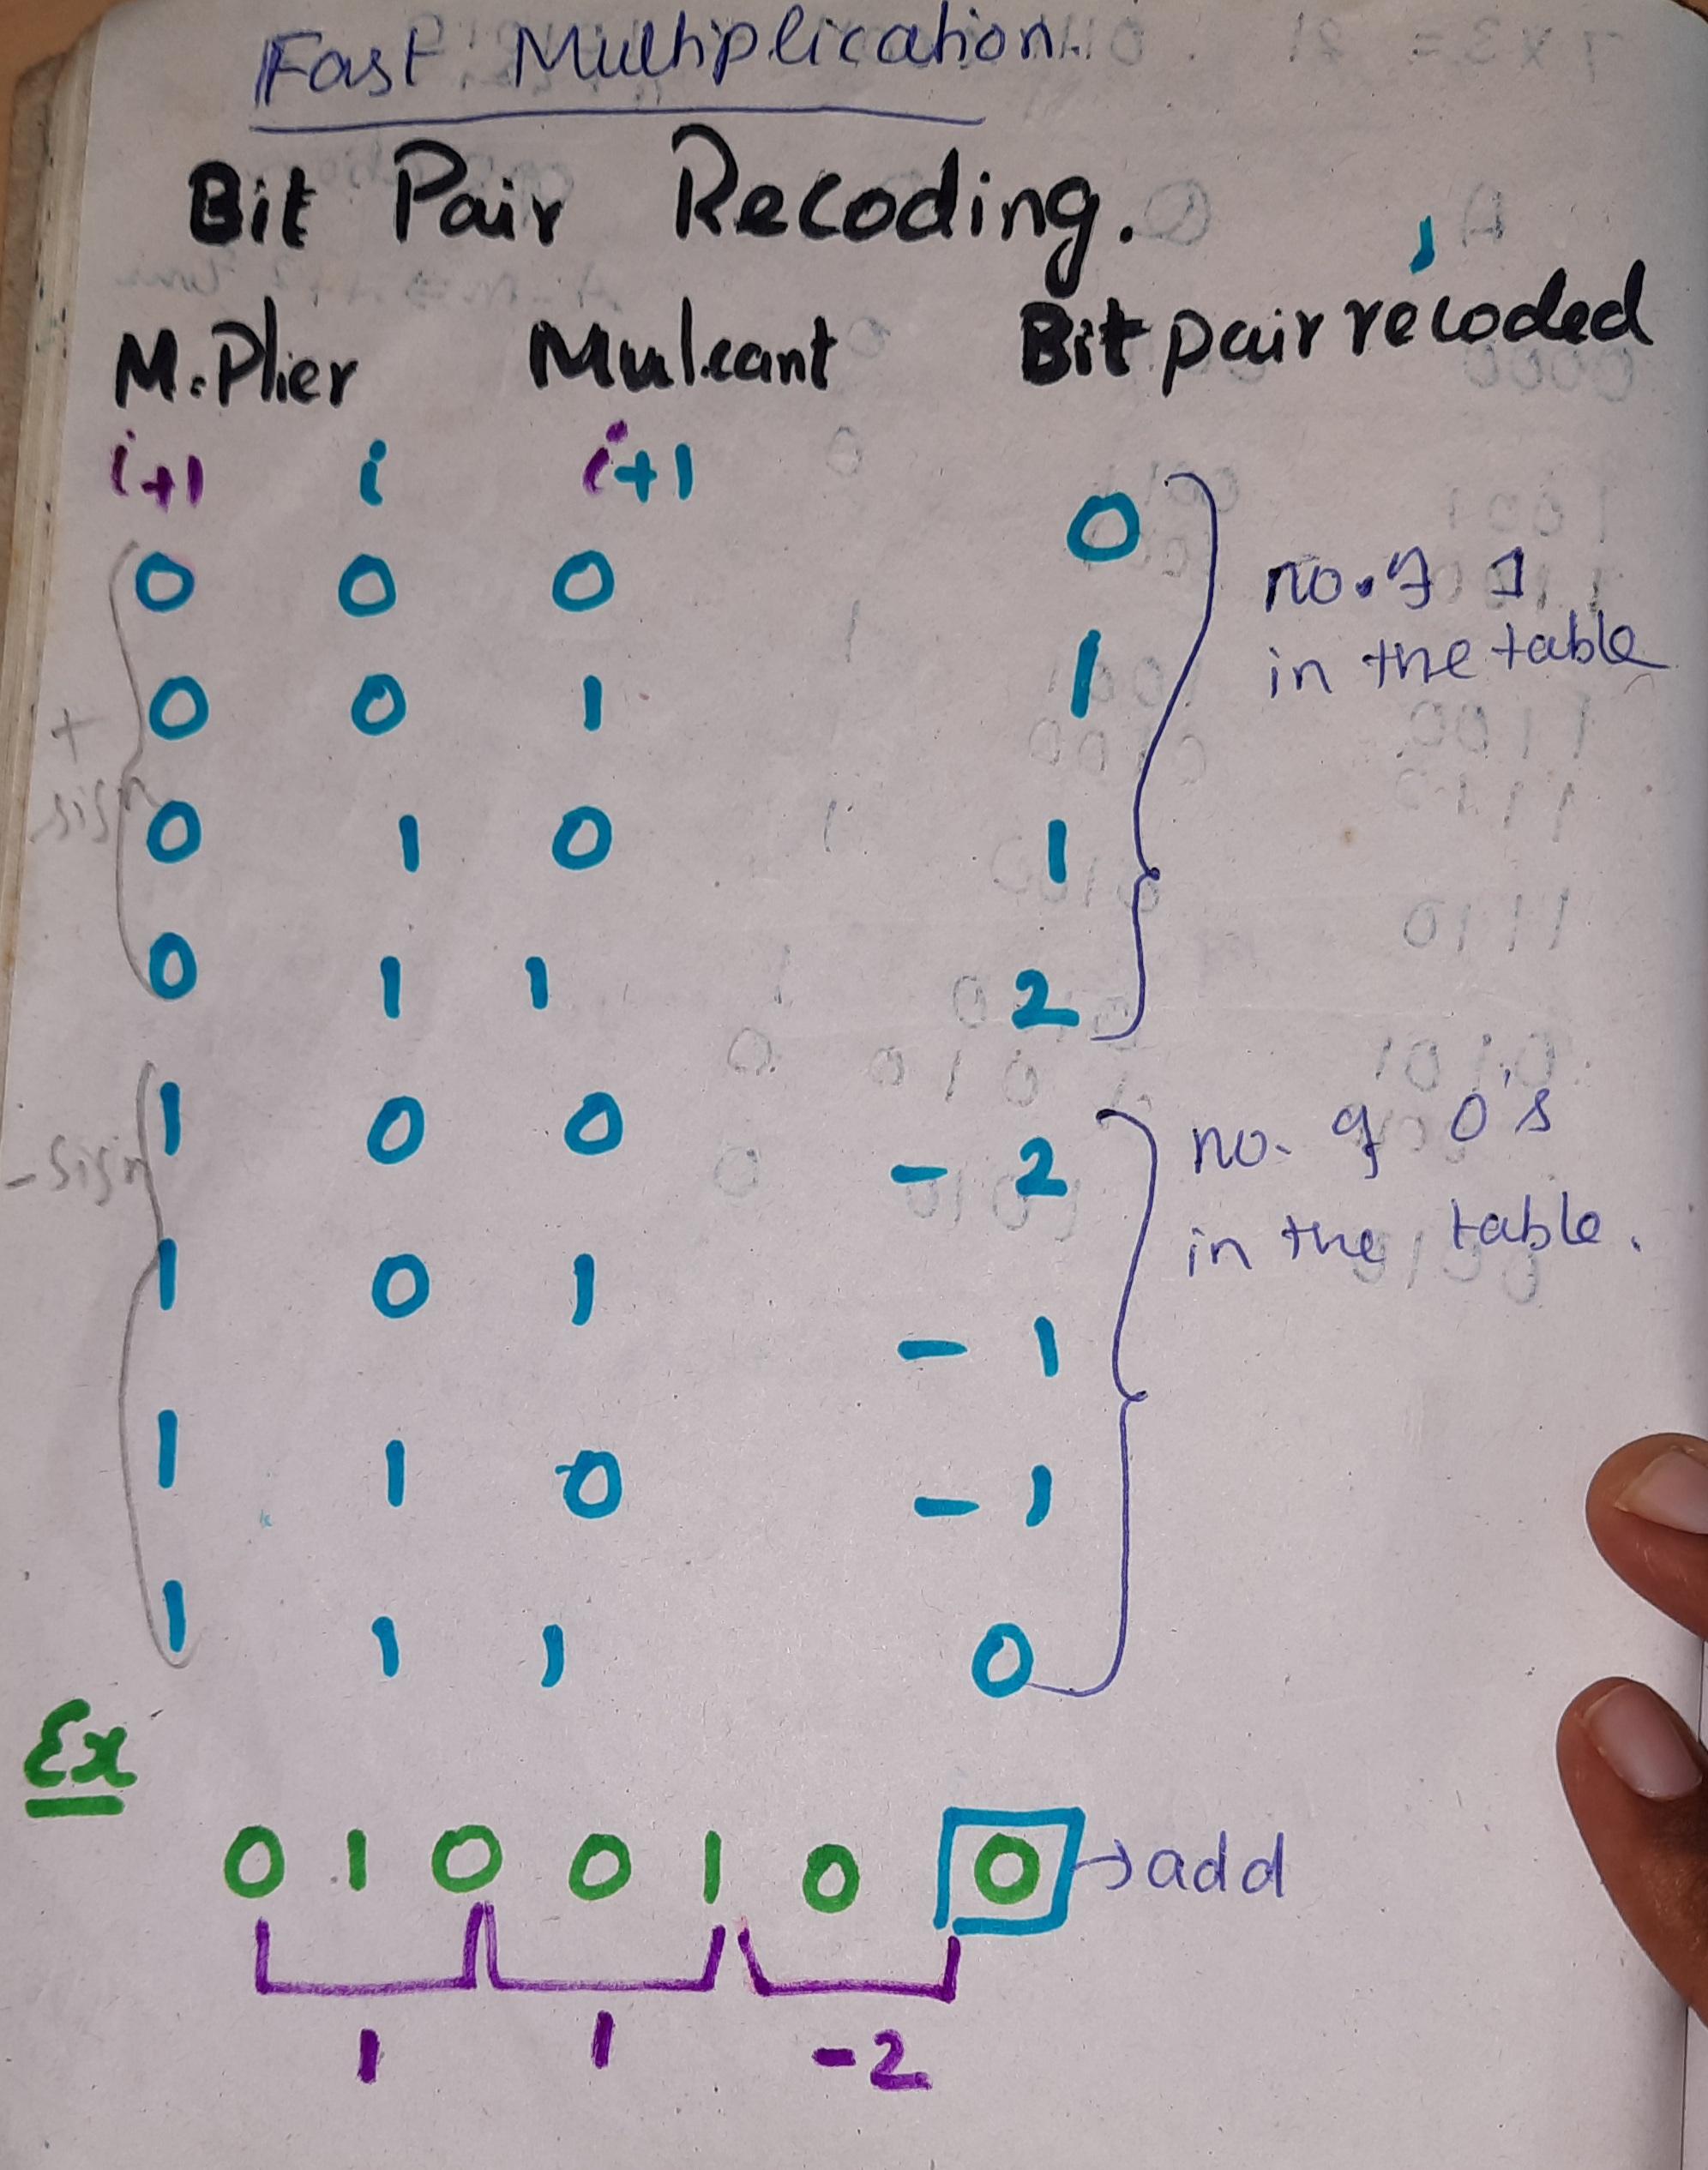 Fast Multiplication.
Bit Pair Recoding.
M.Plier Mulcant Bit pair recoded
i+1 i i+1
0 0 0 0
0 0 1 1
0 1 0 1
0 1 1 2
+ sign
no. of 1
in the table
1 0 0 - 2
1 0 1 - 1
1 1 0 - 1
1 1 1 0
- sign
no. of 0's
in the table.
Ex
0 1 0 0 1 0 0 → add
1 1 -2